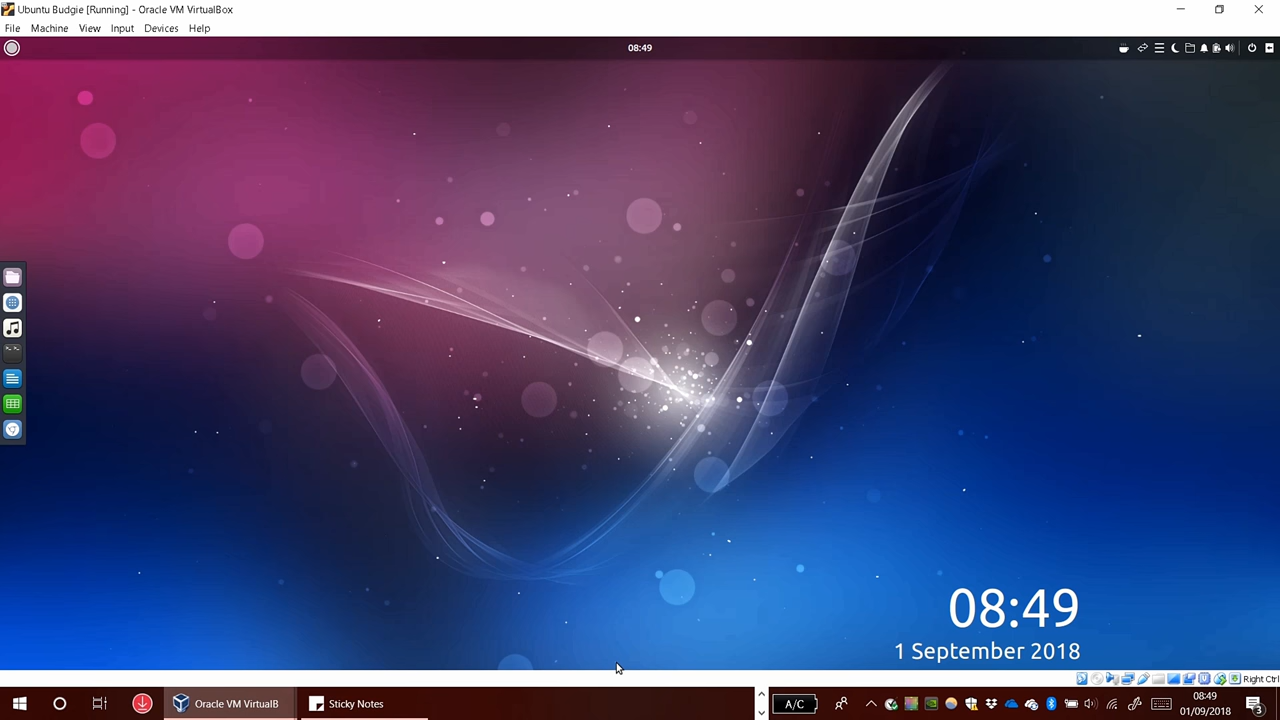 Ubuntu Budgie [Running] - Oracle VM VirtualBox
File Machine View Input Devices Help
08:49
08:49
1 September 2018
Right Ctrl
Oracle VM VirtualB
Sticky Notes
A/C
08:49
01/09/2018
3